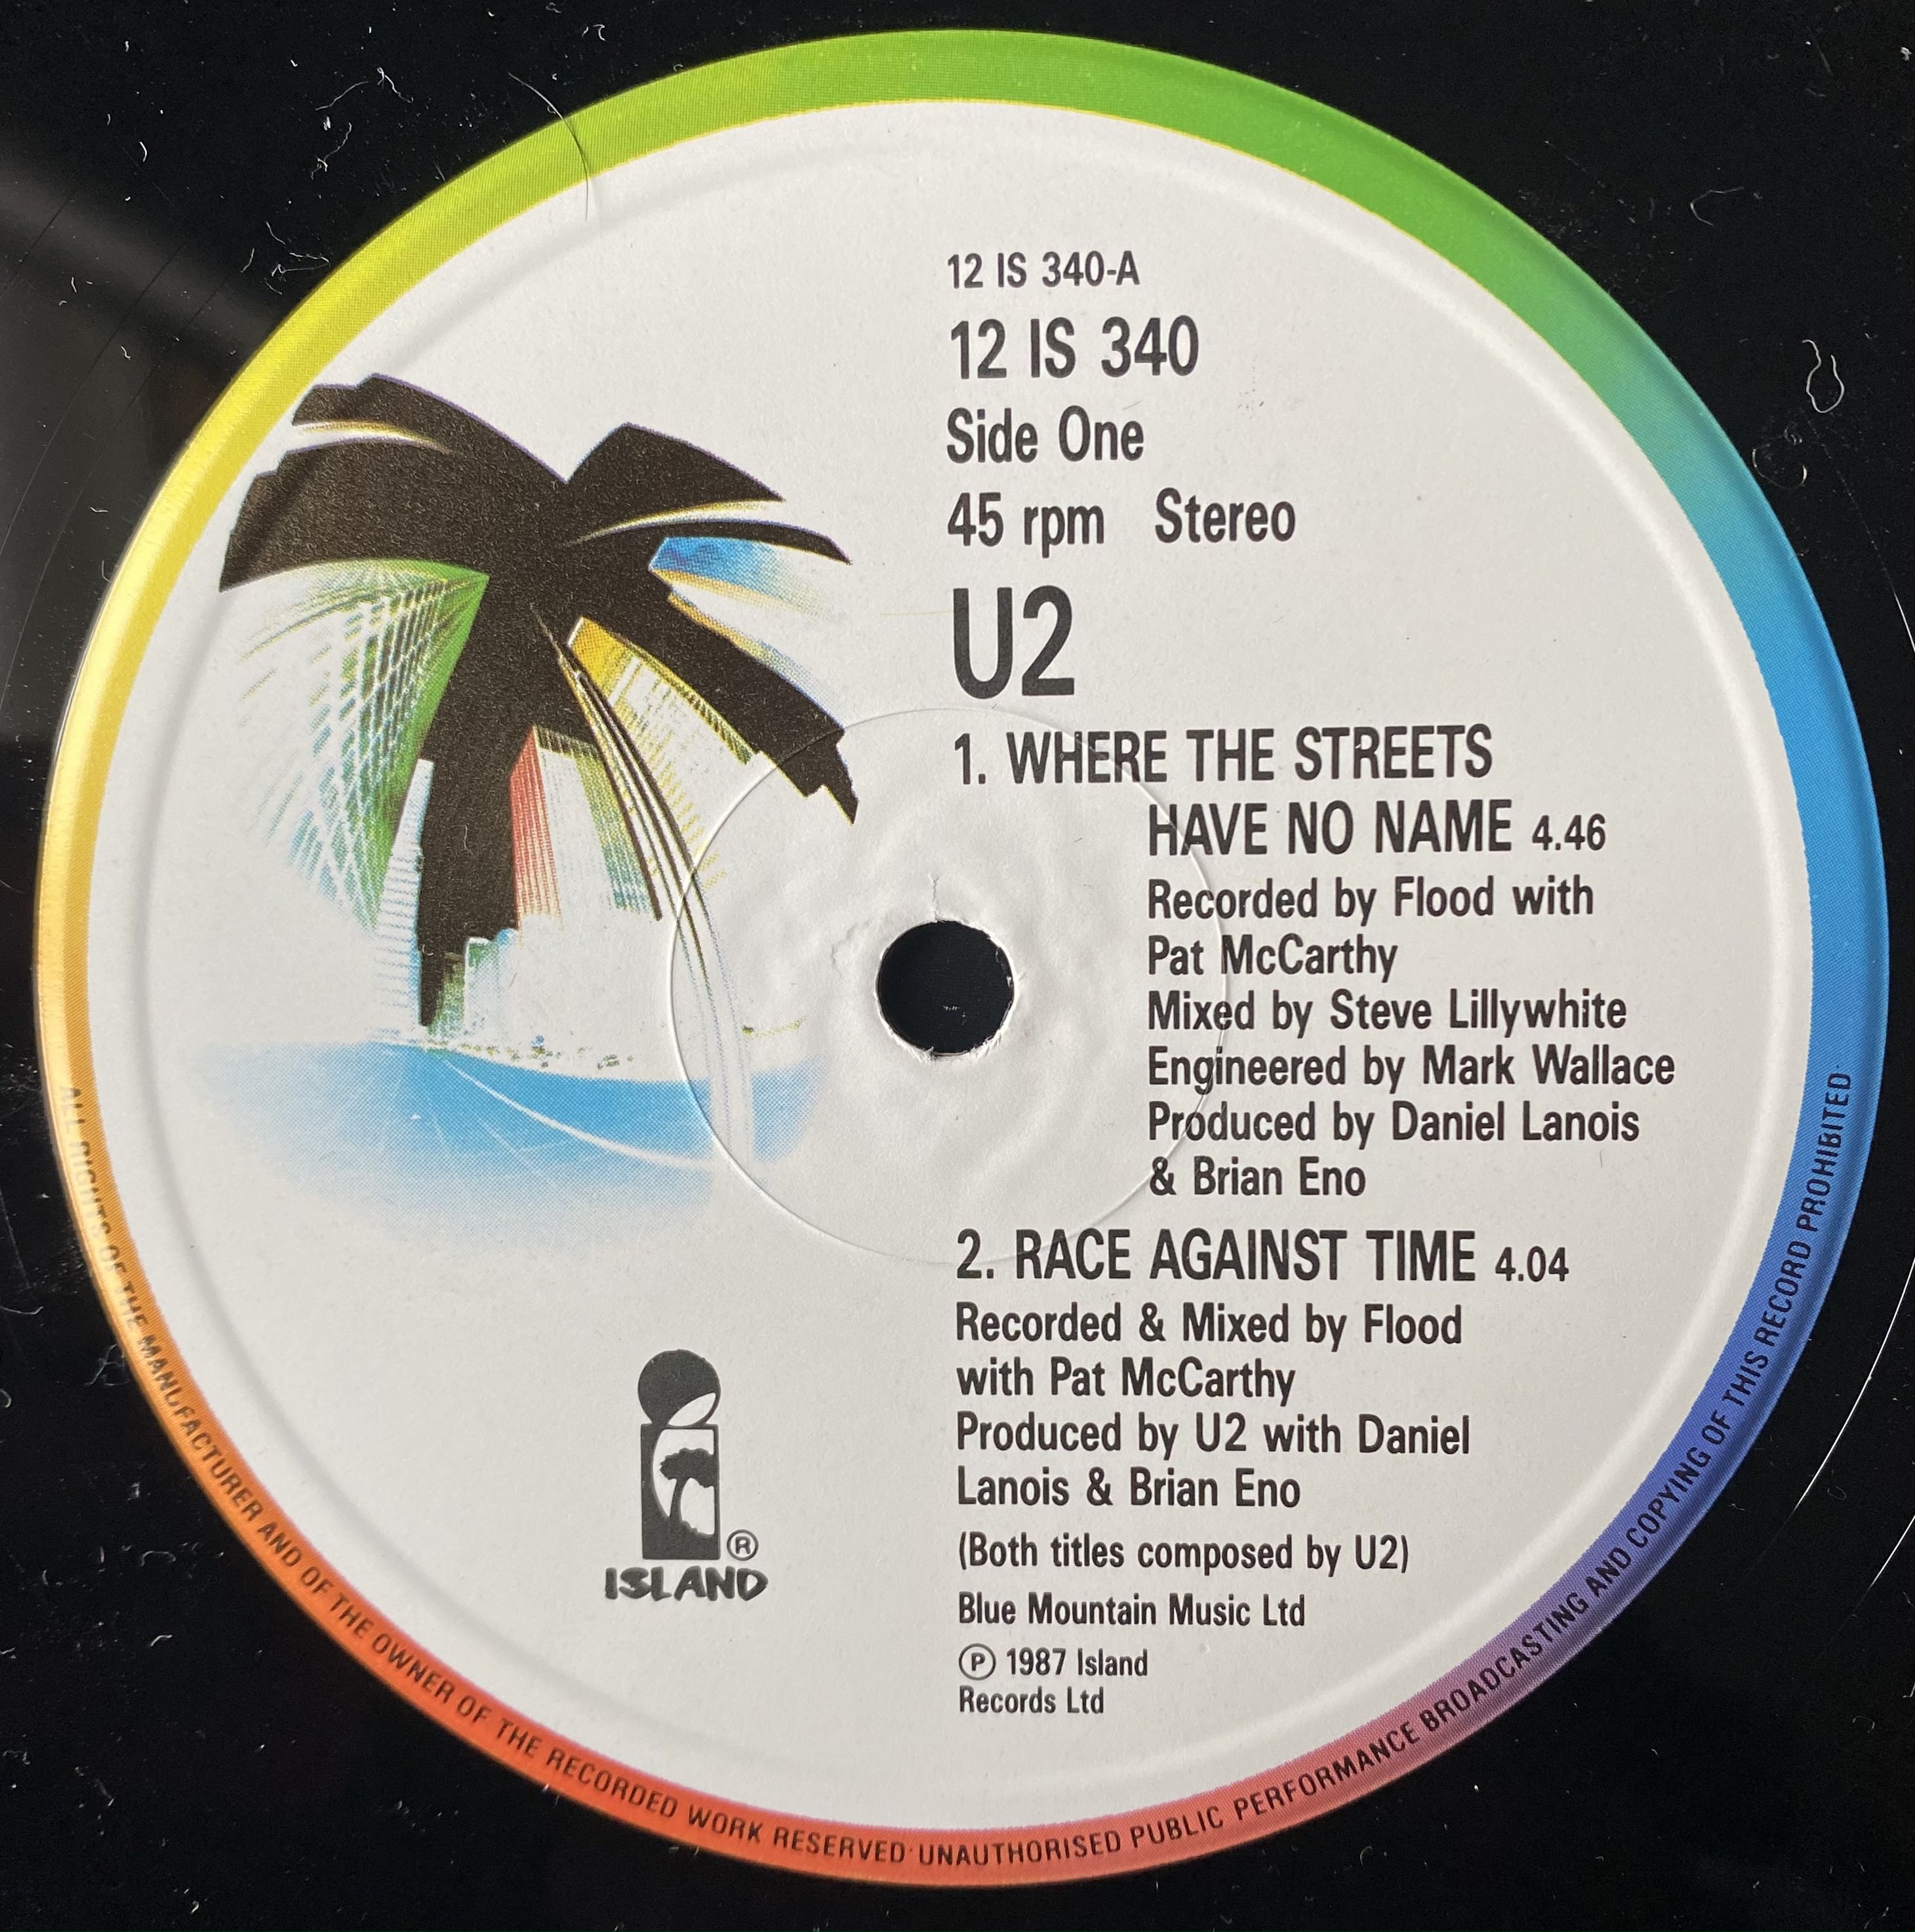 12 IS 340-A
12 IS 340
Side One
45 rpm Stereo
U2
1. WHERE THE STREETS
HAVE NO NAME 4.46
Recorded by Flood with
Pat McCarthy
Mixed by Steve Lillywhite
Engineered by Mark Wallace
Produced by Daniel Lanois
& Brian Eno
2. RACE AGAINST TIME 4.04
Recorded & Mixed by Flood
with Pat McCarthy
Produced by U2 with Daniel
Lanois & Brian Eno
(Both titles composed by U2)
Blue Mountain Music Ltd
℗ 1987 Island
Records Ltd
®
ISLAND
ALL RIGHTS OF THE MANUFACTURER AND OF THE OWNER OF THE RECORDED WORK RESERVED· UNAUTHORISED PUBLIC PERFORMANCE BROADCASTING AND COPYING OF THIS RECORD PROHIBITED·